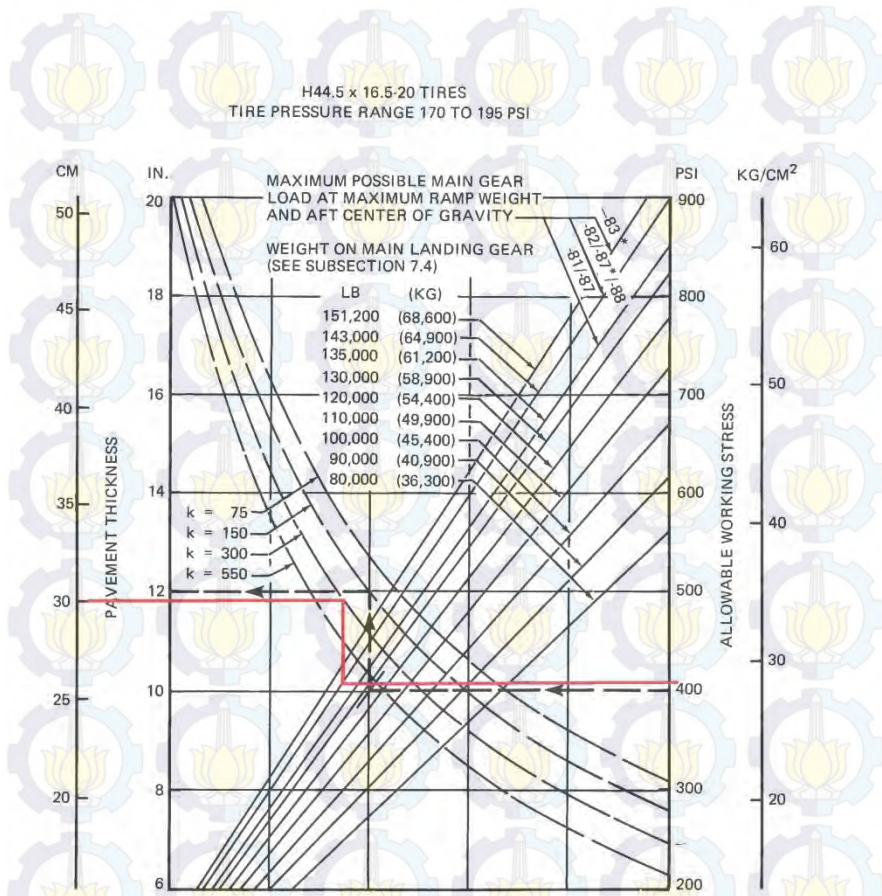 H44.5 x 16.5-20 TIRES
TIRE PRESSURE RANGE 170 TO 195 PSI
CM
IN.
PSI
KG/CM²
MAXIMUM POSSIBLE MAIN GEAR
LOAD AT MAXIMUM RAMP WEIGHT
AND AFT CENTER OF GRAVITY
-83*
-82/-87*/-88
-81/-87
WEIGHT ON MAIN LANDING GEAR
(SEE SUBSECTION 7.4)
LB (KG)
151,200 (68,600)
143,000 (64,900)
135,000 (61,200)
130,000 (58,900)
120,000 (54,400)
110,000 (49,900)
100,000 (45,400)
90,000 (40,900)
80,000 (36,300)
k = 75
k = 150
k = 300
k = 550
PAVEMENT THICKNESS
ALLOWABLE WORKING STRESS
50
45
40
35
30
25
20
20
18
16
14
12
10
8
6
900
800
700
600
500
400
300
200
60
50
40
30
20